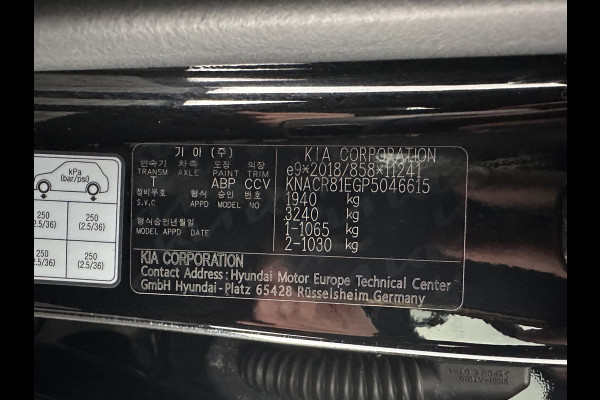 kPa
(bar/psi)
250
(2.5/36)
250
(2.5/36)
250
(2.5/36)
250
(2.5/36)
기아 (주)
변속기 차축 도장 의장
TRANSM AXLE PAINT TRIM
T ABP CCV
정비부호 형식 승인 번호
S.V.C APPD MODEL NO
형식승인년월일
MODEL APPD DATE
KIA CORPORATION
e9*2018/858*11241
KNACR81EGP5046615
1940 kg
3240 kg
1-1065 kg
2-1030 kg
KIA CORPORATION
Contact Address : Hyundai Motor Europe Technical Center
GmbH Hyundai-Platz 65428 Rüsselsheim Germany